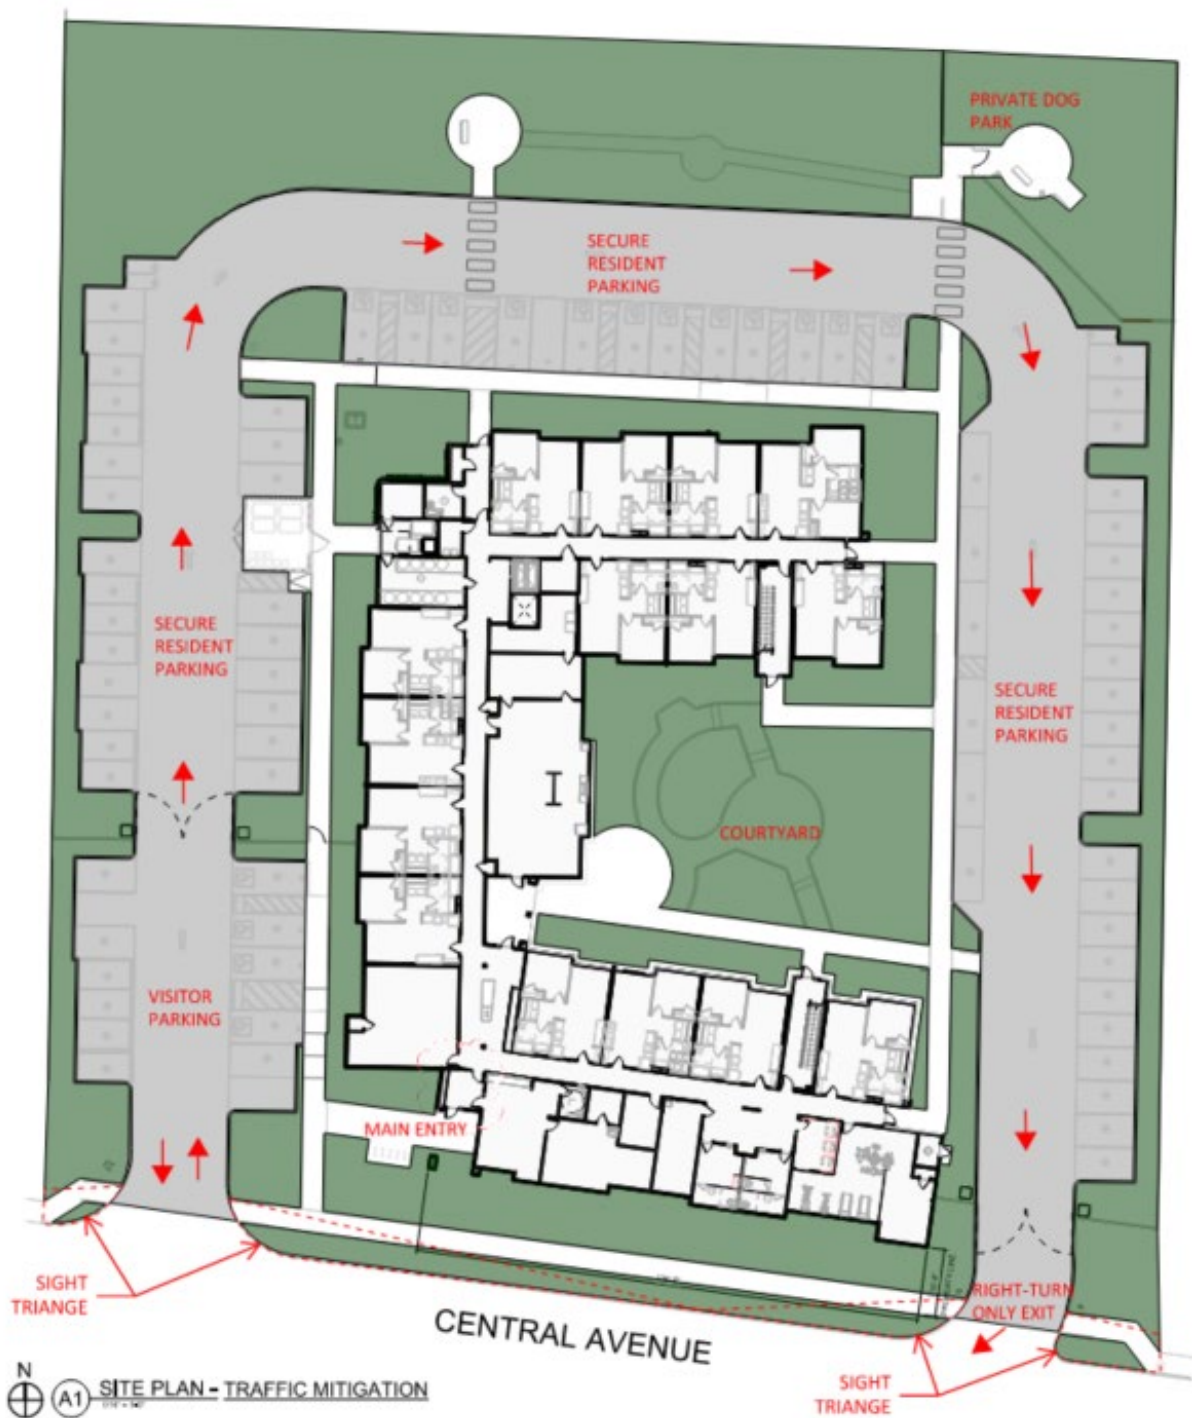 PRIVATE DOG
PARK
SECURE
RESIDENT
PARKING
SECURE
RESIDENT
PARKING
SECURE
RESIDENT
PARKING
COURTYARD
VISITOR
PARKING
MAIN ENTRY
SIGHT
TRIANGE
RIGHT-TURN
ONLY EXIT
CENTRAL AVENUE
SIGHT
TRIANGE
N
A1 SITE PLAN - TRAFFIC MITIGATION